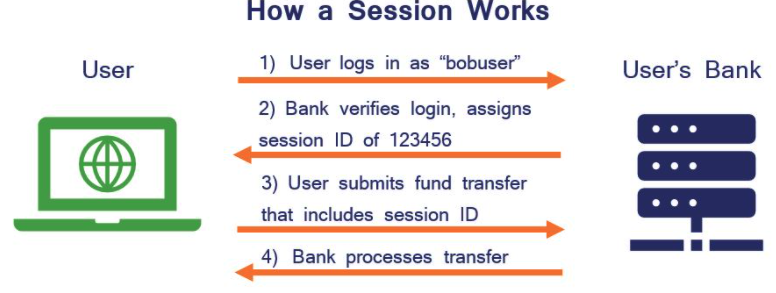 How a Session Works
User
User's Bank
1) User logs in as “bobuser”
2) Bank verifies login, assigns
session ID of 123456
3) User submits fund transfer
that includes session ID
4) Bank processes transfer